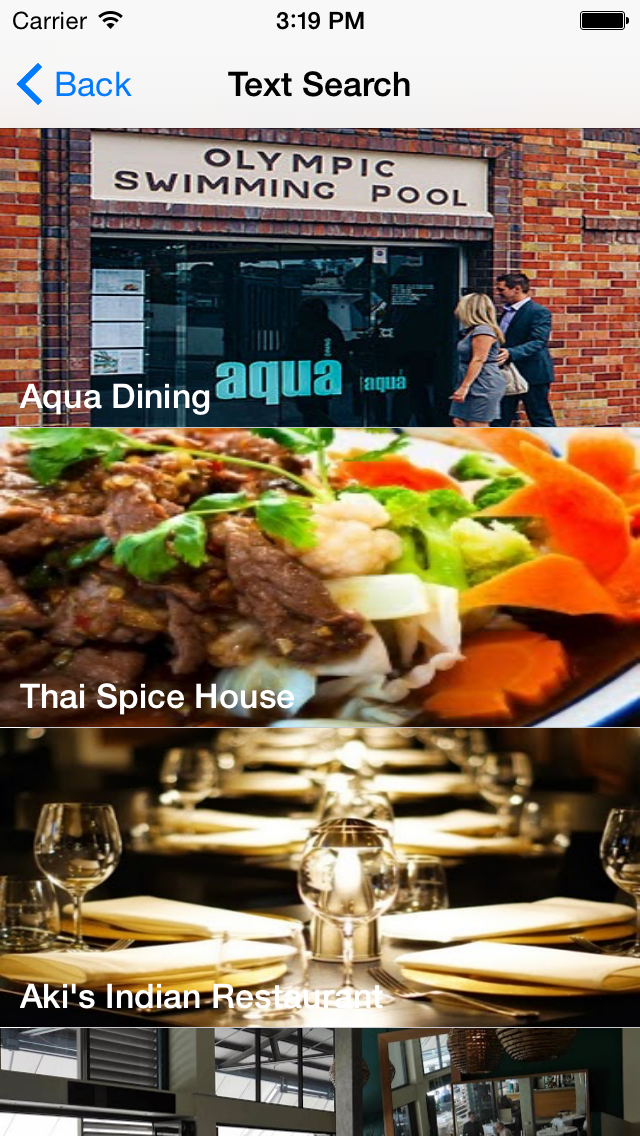 Carrier 3:19 PM
Back Text Search
OLYMPIC
SWIMMING POOL
aqua
aqua
Aqua Dining
Thai Spice House
Aki's Indian Restaurant